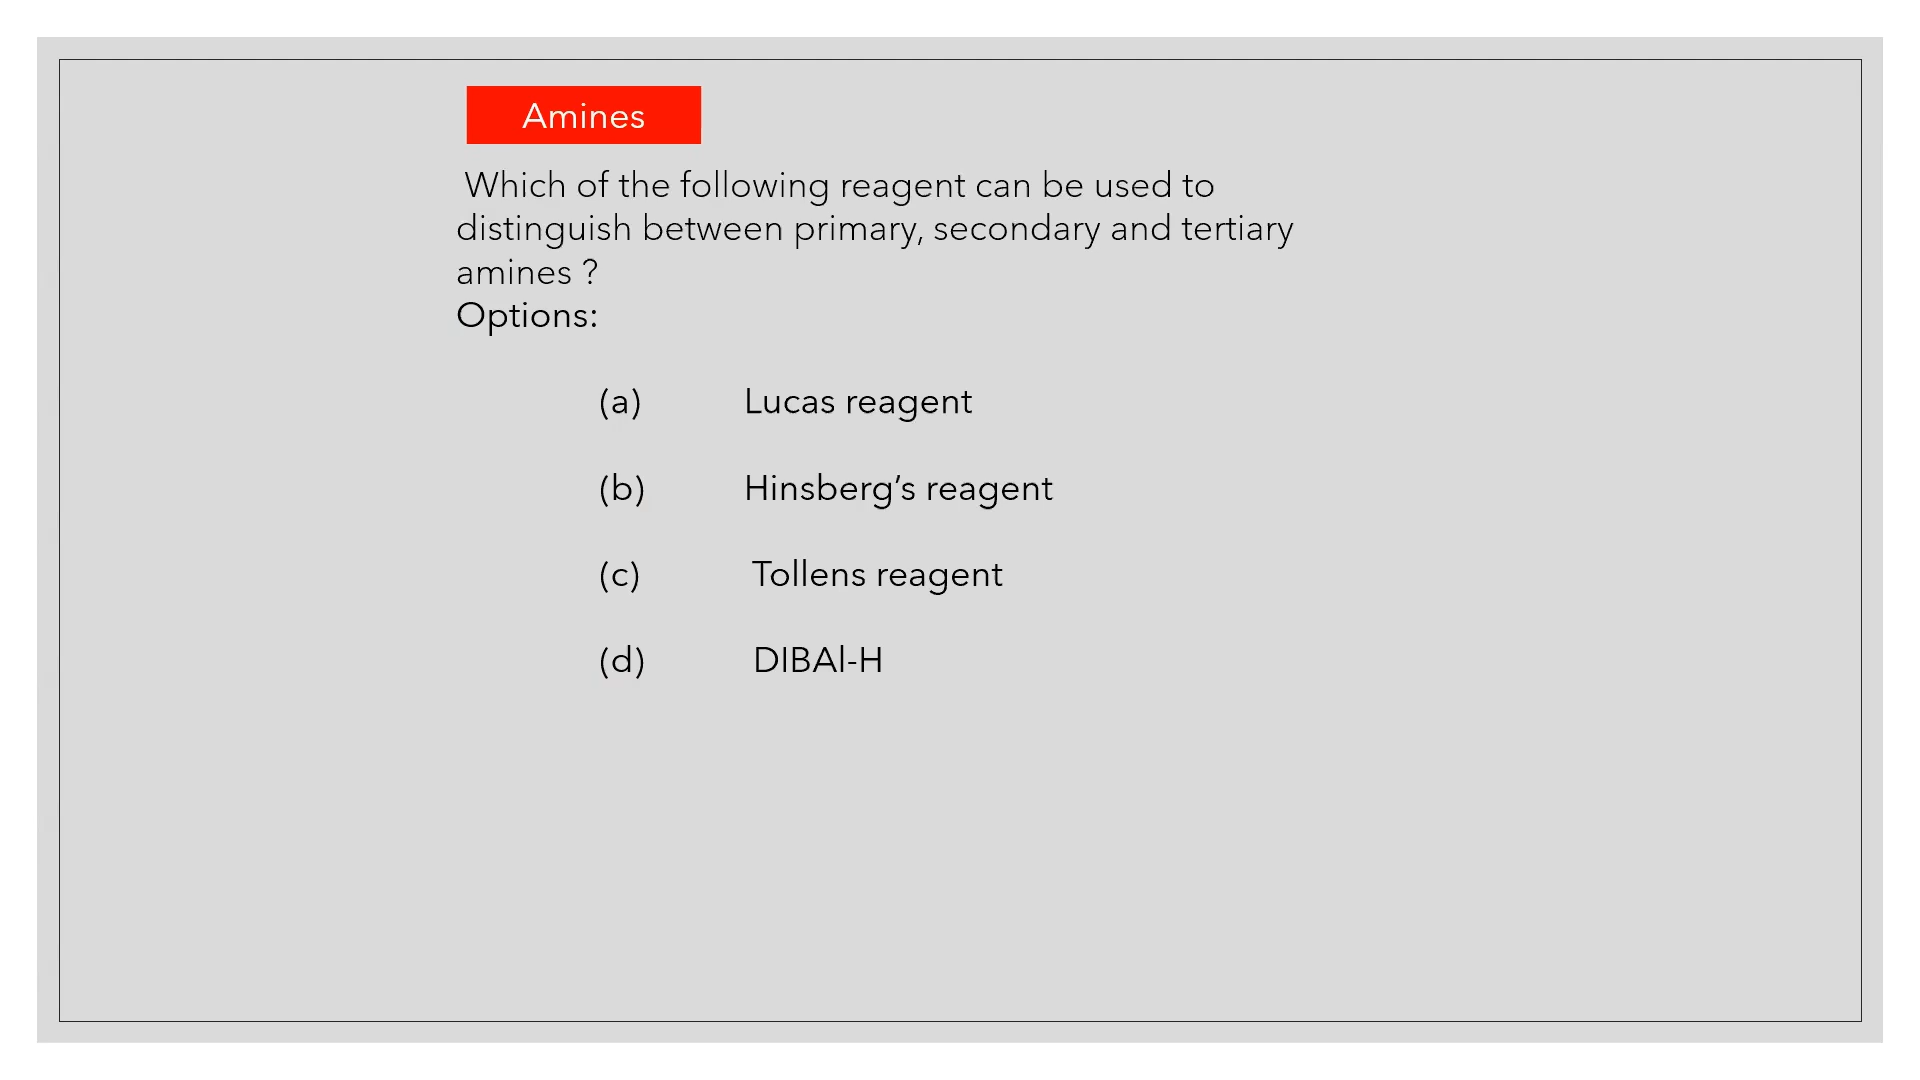 Amines
Which of the following reagent can be used to
distinguish between primary, secondary and tertiary
amines ?
Options:
(a) Lucas reagent
(b) Hinsberg’s reagent
(c) Tollens reagent
(d) DIBAl-H